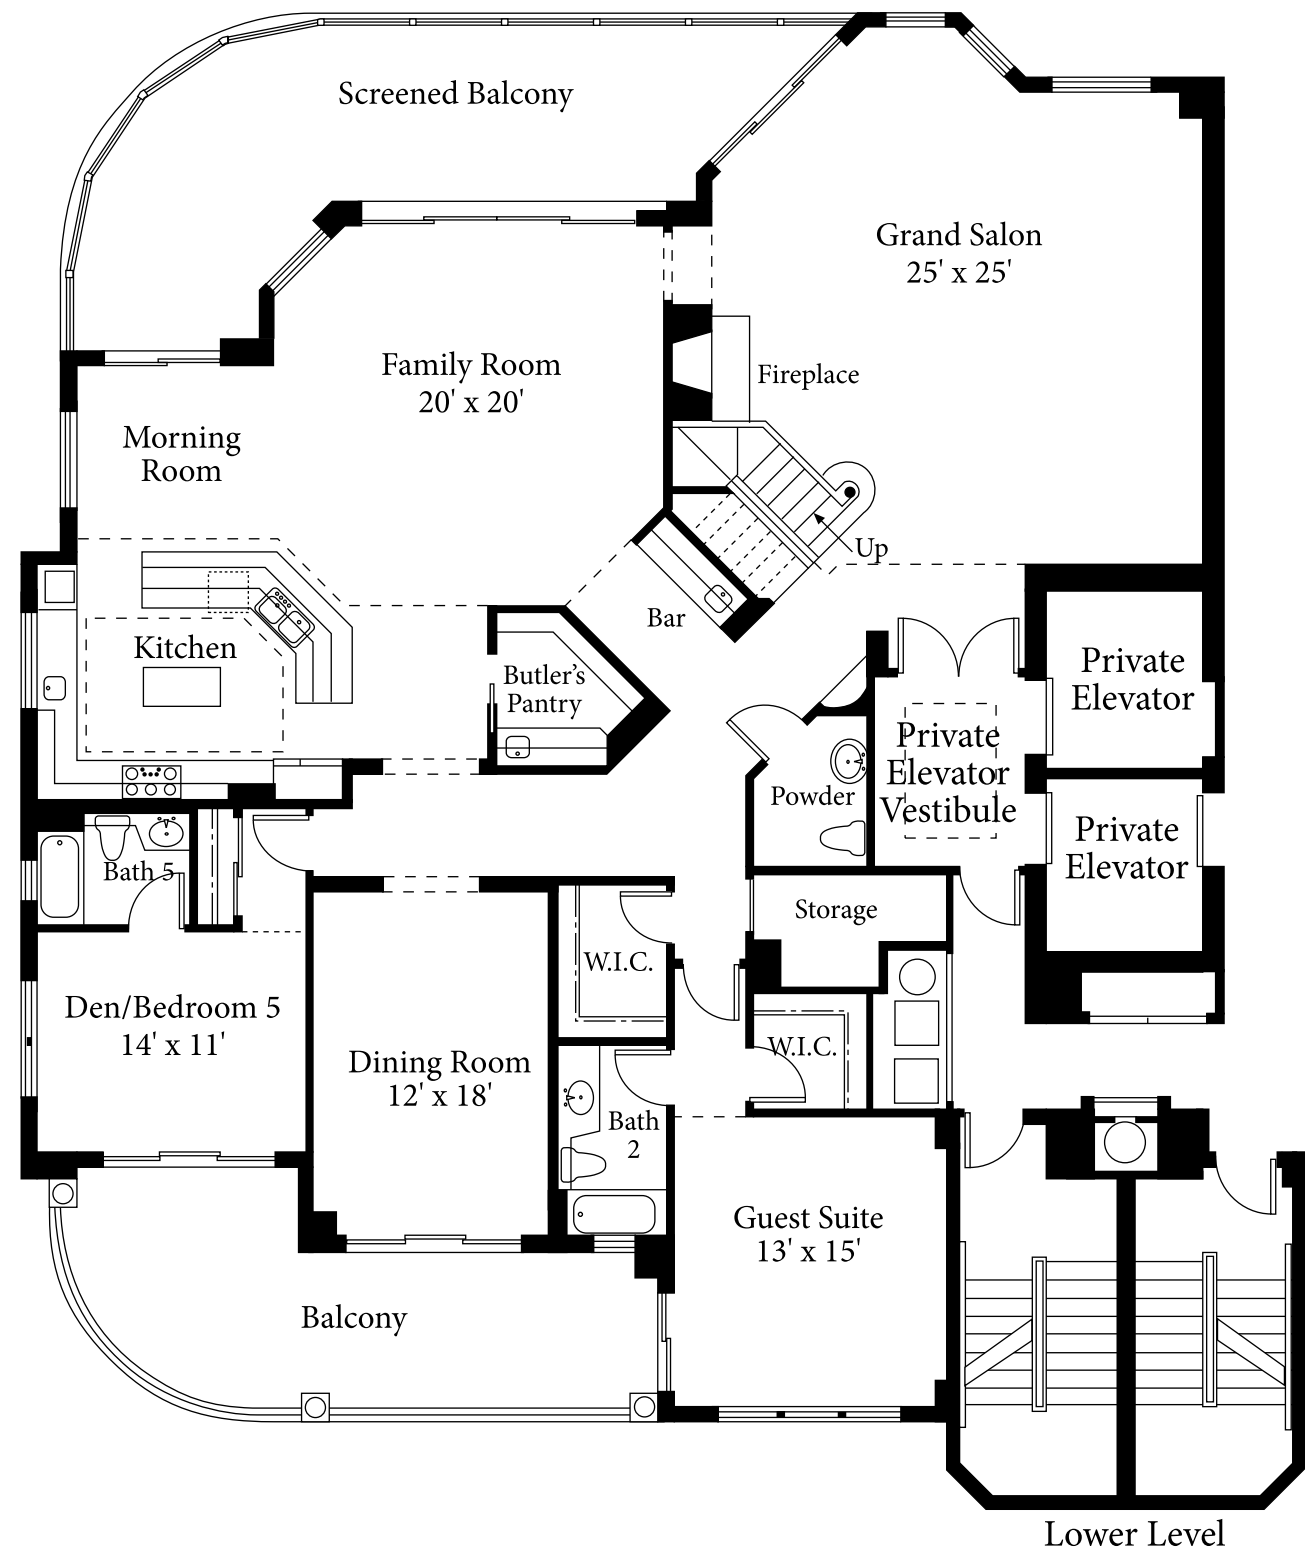 Screened Balcony
Grand Salon
25' x 25'
Family Room
20' x 20'
Fireplace
Morning
Room
Up
Bar
Kitchen
Butler's
Pantry
Private
Elevator
Private
Elevator
Vestibule
Powder
Private
Elevator
Bath 5
Storage
W.I.C.
Den/Bedroom 5
14' x 11'
Dining Room
12' x 18'
W.I.C.
Bath
2
Guest Suite
13' x 15'
Balcony
Lower Level